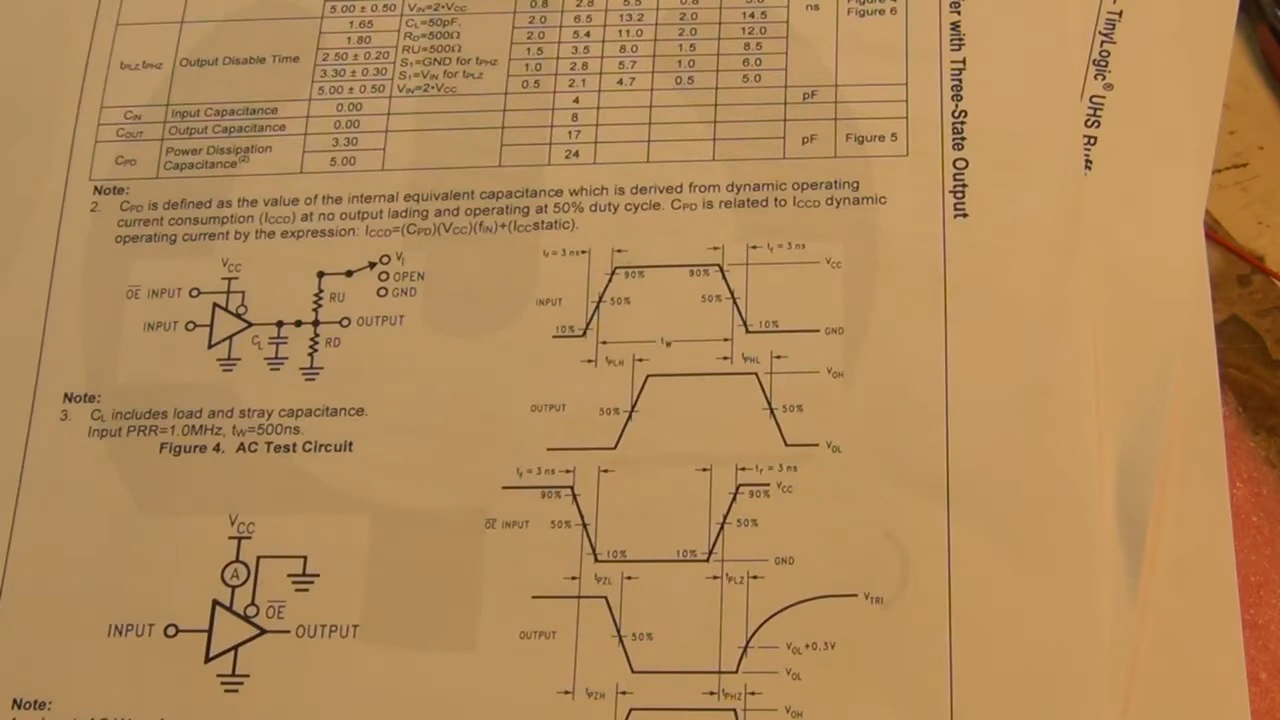 5.00 ± 0.50 VIN=2•VCC 0.8 2.8 5.5 0.8
tPLZ tPHZ Output Disable Time
1.65 CL=50pF, 2.0 6.5 13.2 2.0 14.5 ns Figure 6
1.80 RD=500Ω 2.0 5.4 11.0 2.0 12.0
2.50 ± 0.20 RU=500Ω 1.5 3.5 8.0 1.5 8.5
3.30 ± 0.30 S1=GND for tPHZ 1.0 2.8 5.7 1.0 6.0
5.00 ± 0.50 S1=VIN for tPLZ 0.5 2.1 4.7 0.5 5.0
VIN=2•VCC
CIN Input Capacitance 0.00 4 pF
COUT Output Capacitance 0.00 8
CPD Power Dissipation Capacitance(2) 3.30 17 pF Figure 5
5.00 24
Note:
2. CPD is defined as the value of the internal equivalent capacitance which is derived from dynamic operating
current consumption (ICCD) at no output lading and operating at 50% duty cycle. CPD is related to ICCD dynamic
operating current by the expression: ICCD=(CPD)(VCC)(fIN)+(ICCstatic).
VCC
VI
OPEN
GND
OE INPUT
RU
INPUT
OUTPUT
CL
RD
Note:
3. CL includes load and stray capacitance.
Input PRR=1.0MHz, tW=500ns.
Figure 4. AC Test Circuit
VCC
A
OE
INPUT
OUTPUT
Note:
= 3 ns
= 3 ns
90%
90%
VCC
INPUT
50%
50%
10%
10%
GND
tW
tPLH
tPHL
VOH
OUTPUT
50%
50%
VOL
= 3 ns
tr = 3 ns
90%
90%
VCC
OE INPUT
50%
50%
10%
10%
GND
tPZL
tPLZ
VTRI
OUTPUT
50%
VOL +0.3V
VOL
tPZH
tPHZ
VOH
TinyLogic® UHS
with Three-State Output